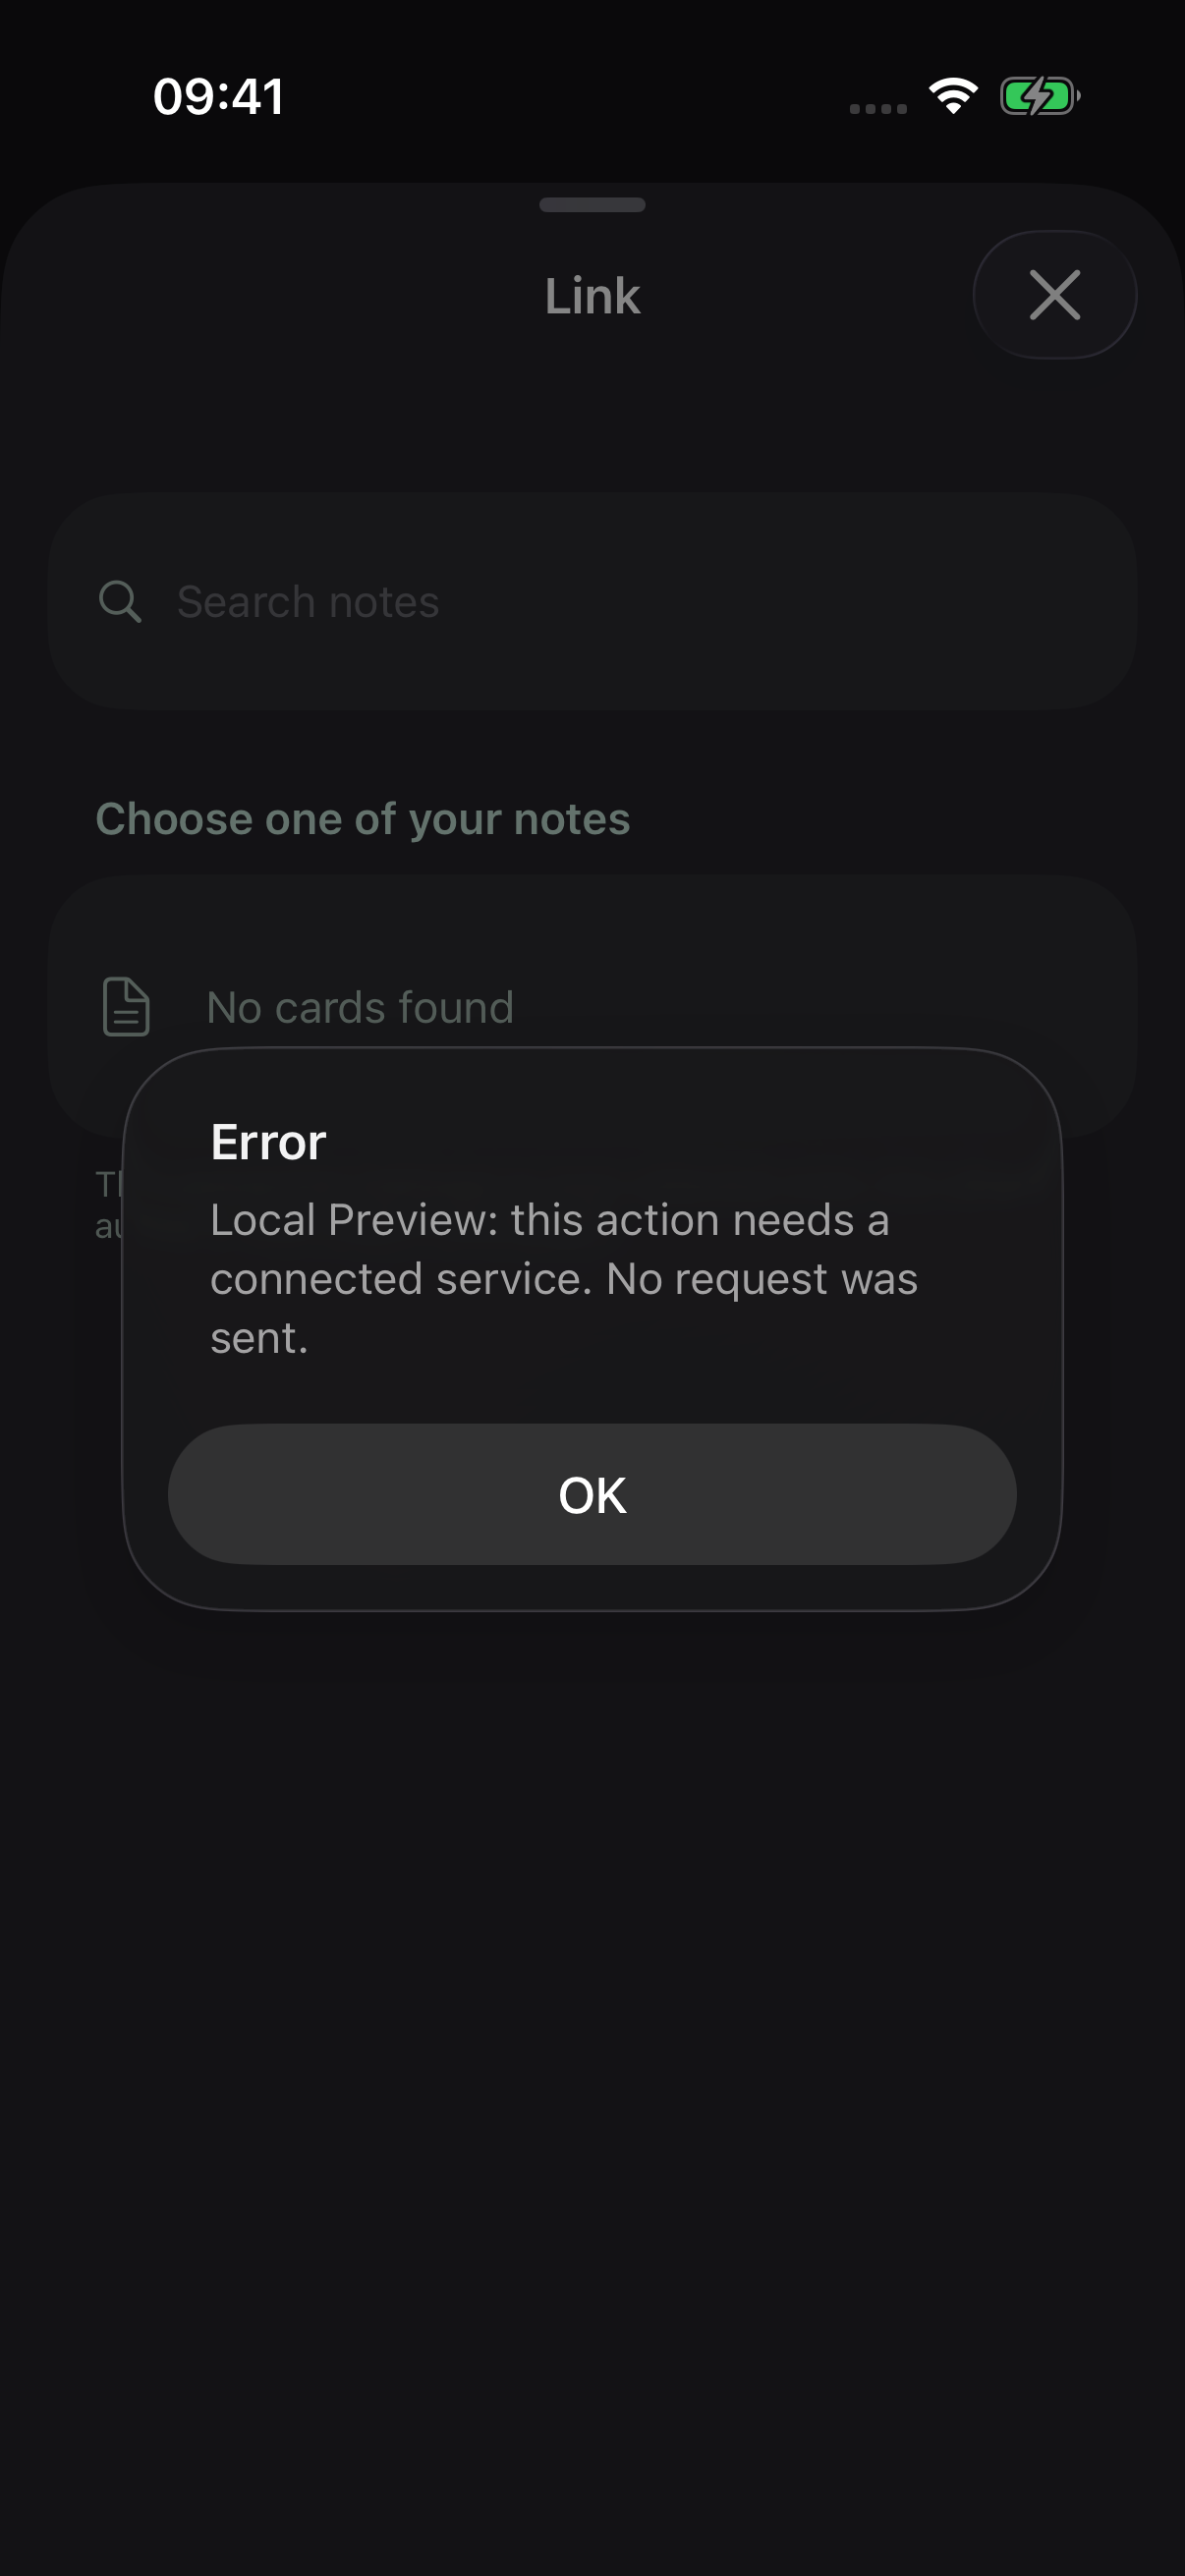 09:41
Link
Search notes
Choose one of your notes
No cards found
Error
Local Preview: this action needs a
connected service. No request was
sent.
OK